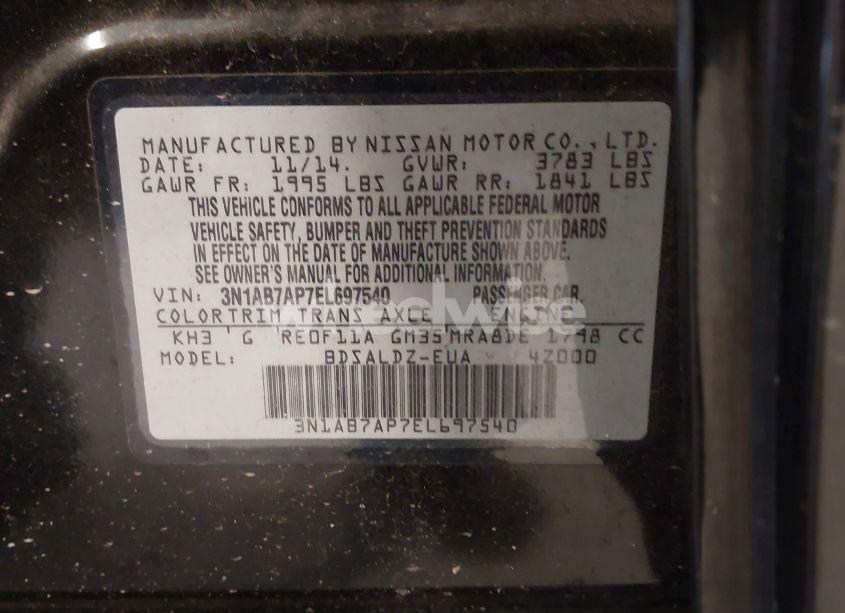 MANUFACTURED BY NISSAN MOTOR CO., LTD.
DATE: 11/14. GVWR: 3783 LBS
GAWR FR: 1995 LBS GAWR RR: 1841 LBS
THIS VEHICLE CONFORMS TO ALL APPLICABLE FEDERAL MOTOR
VEHICLE SAFETY, BUMPER AND THEFT PREVENTION STANDARDS
IN EFFECT ON THE DATE OF MANUFACTURE SHOWN ABOVE.
SEE OWNER'S MANUAL FOR ADDITIONAL INFORMATION.
VIN: 3N1AB7AP7EL697540 PASSENGER CAR
COLOR TRIM TRANS AXLE ENGINE
KH3 G RE0F11A GM35 MRA8DE 1798 CC
MODEL: BDSALDZ-EUA 4Z000
3N1AB7AP7EL697540